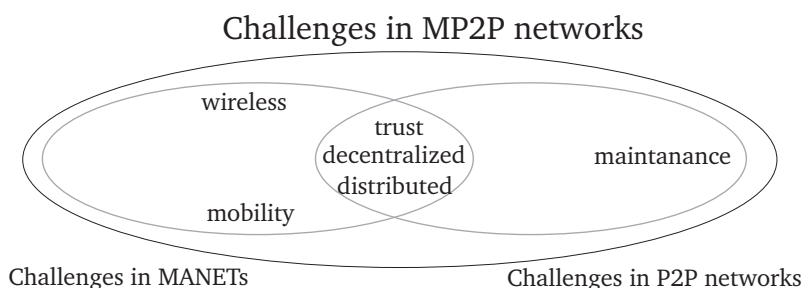 Challenges in MP2P networks
wireless
trust
decentralized
maintanance
distributed
mobility
Challenges in MANETs
Challenges in P2P networks